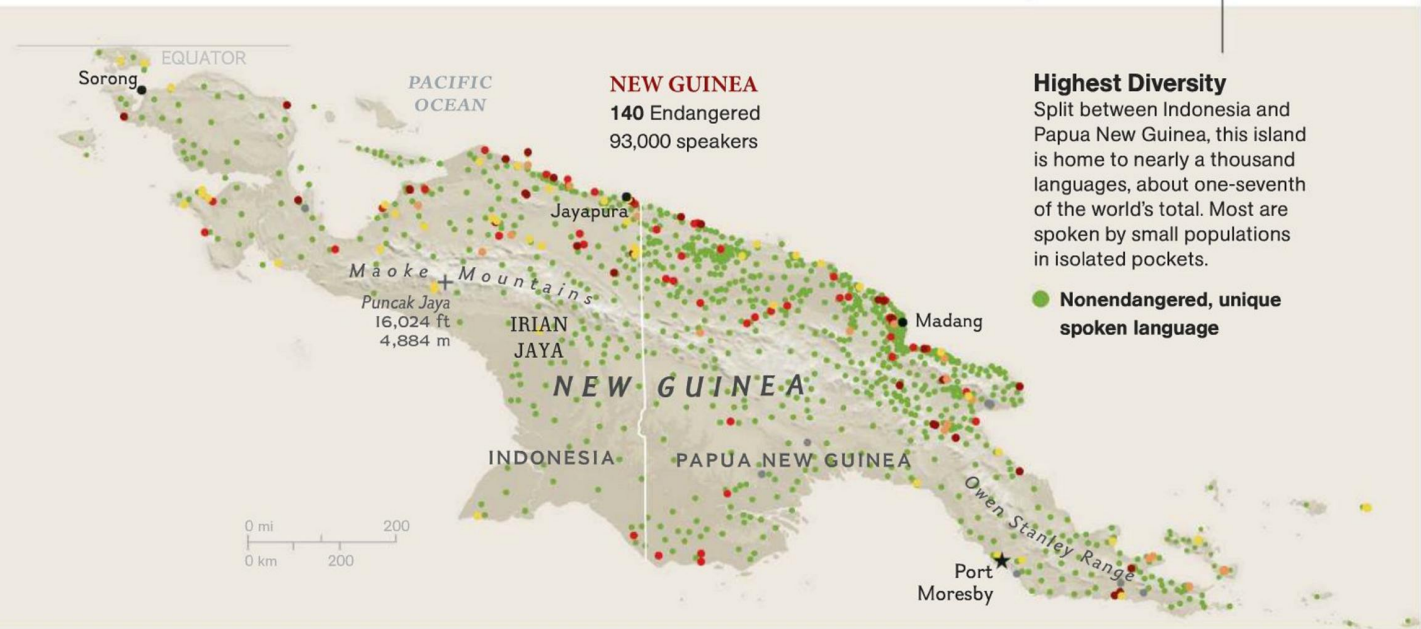 EQUATOR
Sorong
PACIFIC
OCEAN
NEW GUINEA
140 Endangered
93,000 speakers
Highest Diversity
Split between Indonesia and
Papua New Guinea, this island
is home to nearly a thousand
languages, about one-seventh
of the world's total. Most are
spoken by small populations
in isolated pockets.
Nonendangered, unique
spoken language
Jayapura
Maoke Mountains
Puncak Jaya
16,024 ft
4,884 m
IRIAN
JAYA
Madang
NEW GUINEA
INDONESIA
PAPUA NEW GUINEA
Owen Stanley Range
0 mi 200
0 km 200
Port
Moresby